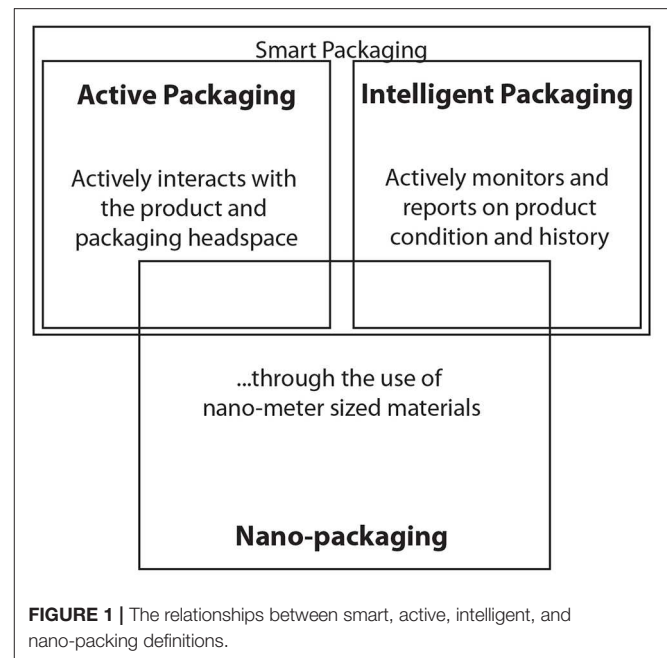 Smart Packaging
Active Packaging
Actively interacts with
the product and
packaging headspace
Intelligent Packaging
Actively monitors and
reports on product
condition and history
...through the use of
nano-meter sized materials
Nano-packaging
FIGURE 1 | The relationships between smart, active, intelligent, and
nano-packing definitions.